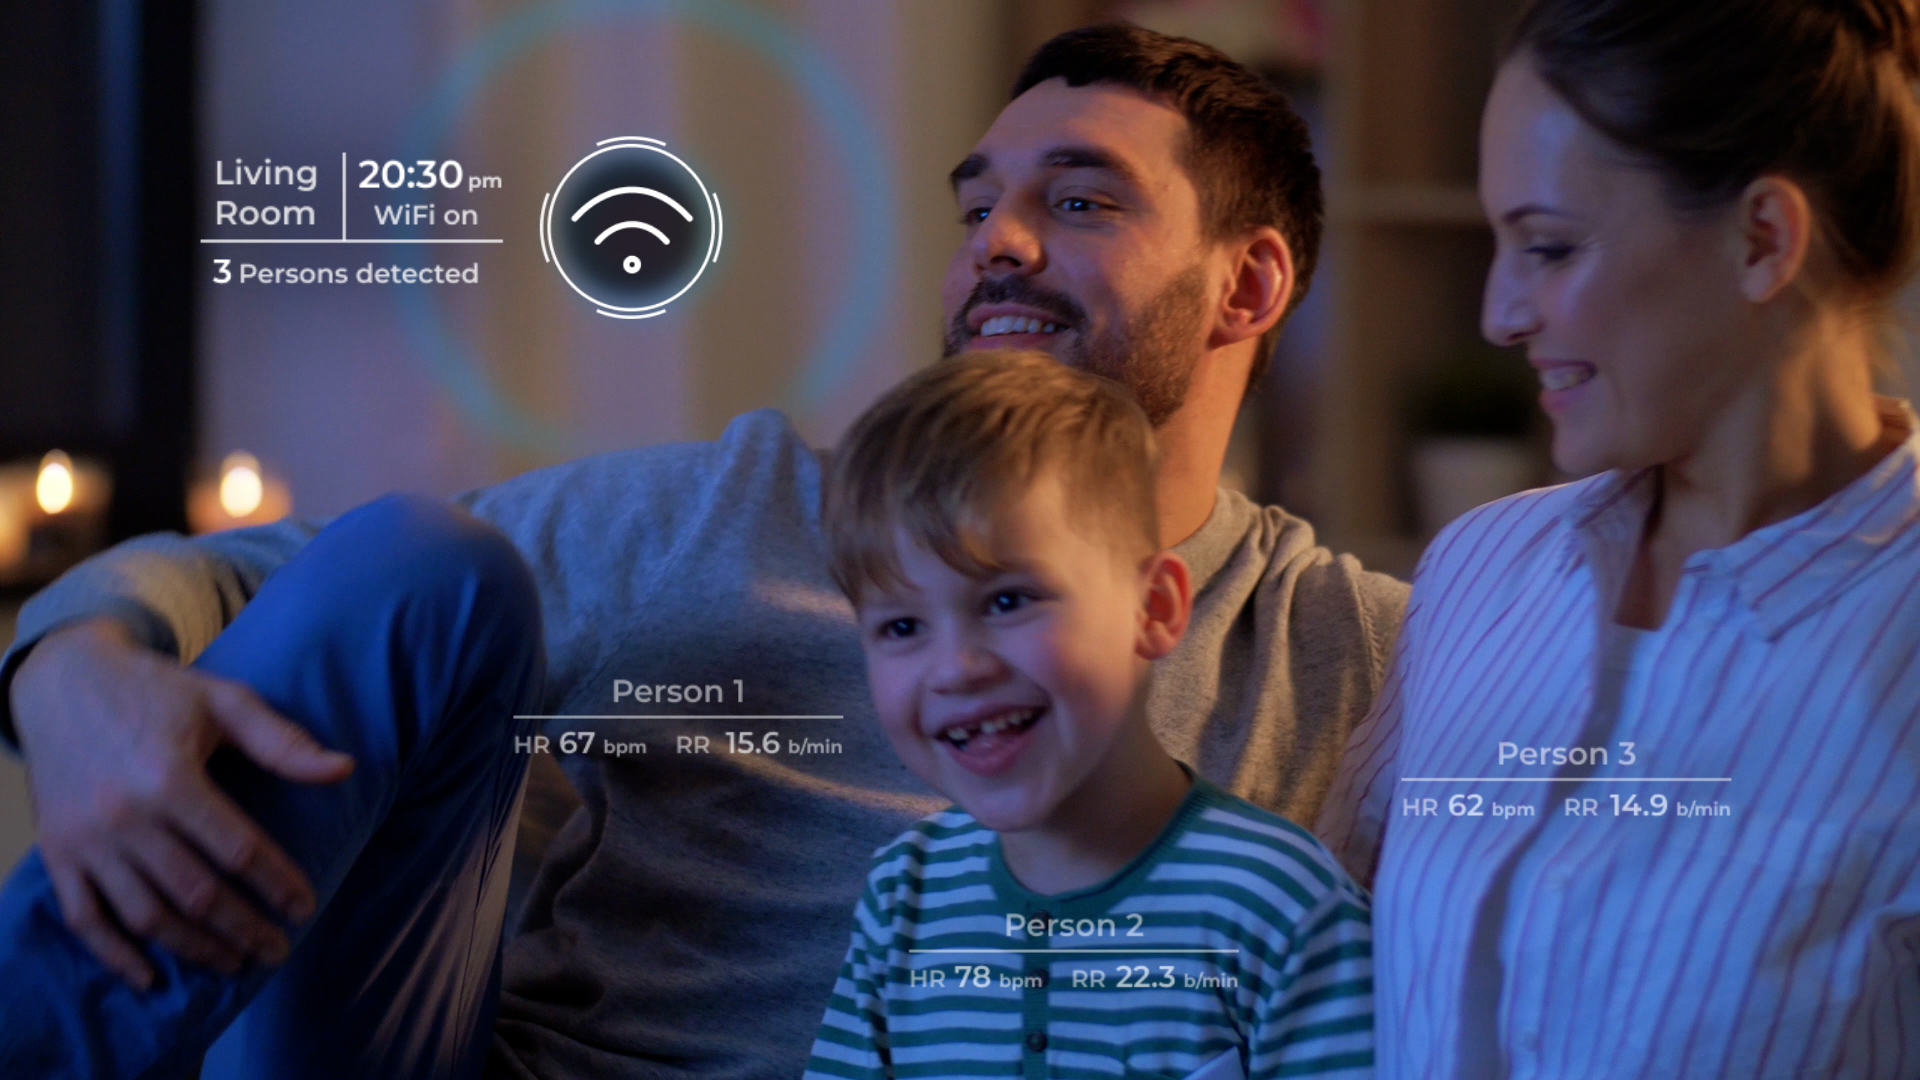 Living
Room
20:30 pm
WiFi on
3 Persons detected
Person 1
HR 67 bpm RR 15.6 b/min
Person 3
HR 62 bpm RR 14.9 b/min
Person 2
HR 78 bpm RR 22.3 b/min